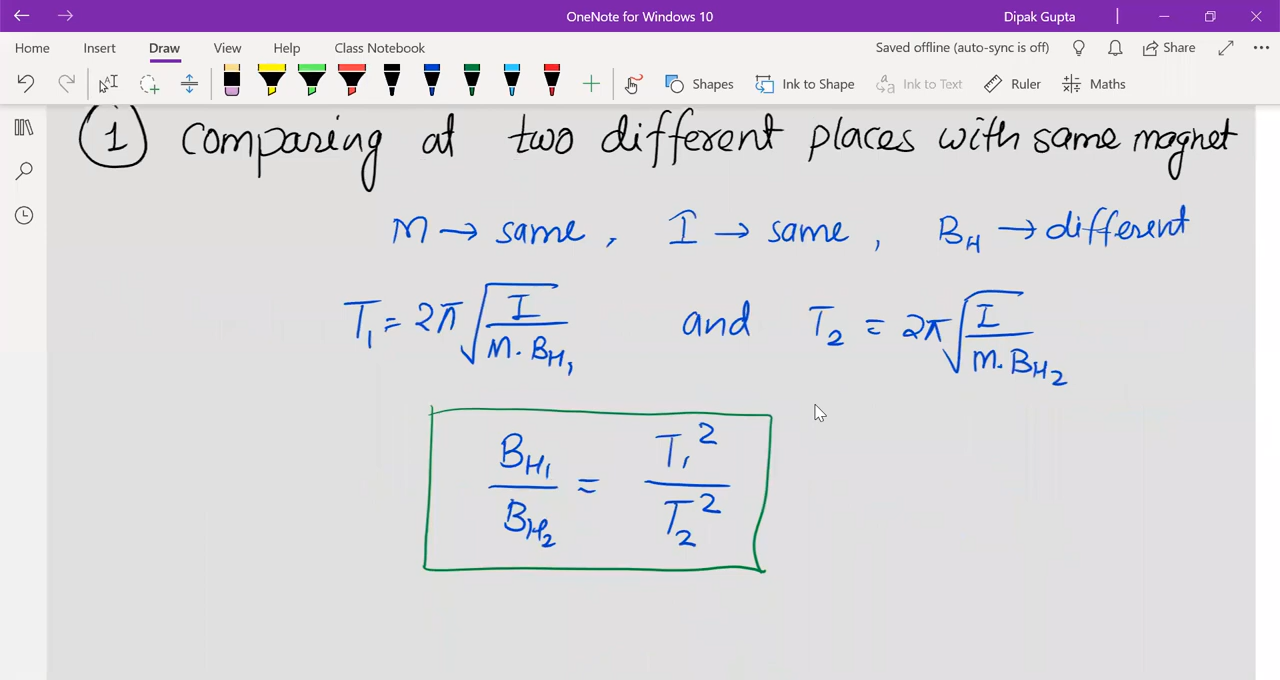 OneNote for Windows 10
Dipak Gupta
Home Insert Draw View Help Class Notebook
Saved offline (auto-sync is off)
Share
Shapes
Ink to Shape
Ink to Text
Ruler
Maths
① Comparing at two different places with same magnet
M → same, I → same, B_H → different
T₁ = 2π √(I / M·B_H₁) and T₂ = 2π √(I / M·B_H₂)
B_H₁ / B_H₂ = T₁² / T₂²